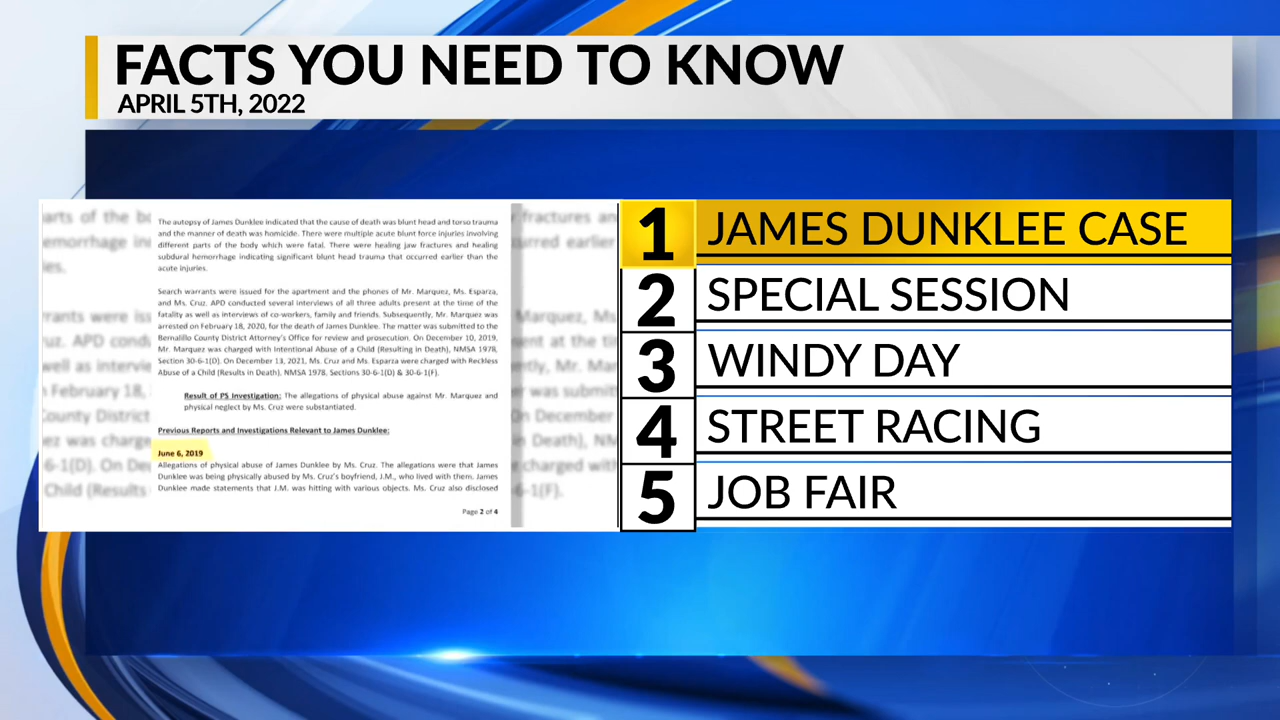 FACTS YOU NEED TO KNOW
APRIL 5TH, 2022
The autopsy of James Dunklee indicated that the cause of death was blunt head and torso trauma
and the manner of death was homicide. There were multiple acute blunt force injuries involving
different parts of the body which were fatal. There were healing jaw fractures and healing
subdural hemorrhage indicating significant blunt head trauma that occurred earlier than the
acute injuries.
Search warrants were issued for the apartment and the phones of Mr. Marquez, Ms. Esparza,
and Ms. Cruz. APD conducted several interviews of all three adults present at the time of the
fatality as well as interviews of co-workers, family and friends. Subsequently, Mr. Marquez was
arrested on February 18, 2020, for the death of James Dunklee. The matter was submitted to the
Bernalillo County District Attorney's Office for review and prosecution. On December 10, 2019,
Mr. Marquez was charged with Intentional Abuse of a Child (Resulting in Death), NMSA 1978,
Section 30-6-1(D). On December 13, 2021, Ms. Cruz and Ms. Esparza were charged with Reckless
Abuse of a Child (Results in Death), NMSA 1978, Sections 30-6-1(D) & 30-6-1(F).
Result of PS Investigation: The allegations of physical abuse against Mr. Marquez and
physical neglect by Ms. Cruz were substantiated.
Previous Reports and Investigations Relevant to James Dunklee:
June 6, 2019
Allegations of physical abuse of James Dunklee by Ms. Cruz. The allegations were that James
Dunklee was being physically abused by Ms. Cruz's boyfriend, J.M., who lived with them. James
Dunklee made statements that J.M. was hitting with various objects. Ms. Cruz also disclosed
Page 2 of 4
1 JAMES DUNKLEE CASE
2 SPECIAL SESSION
3 WINDY DAY
4 STREET RACING
5 JOB FAIR